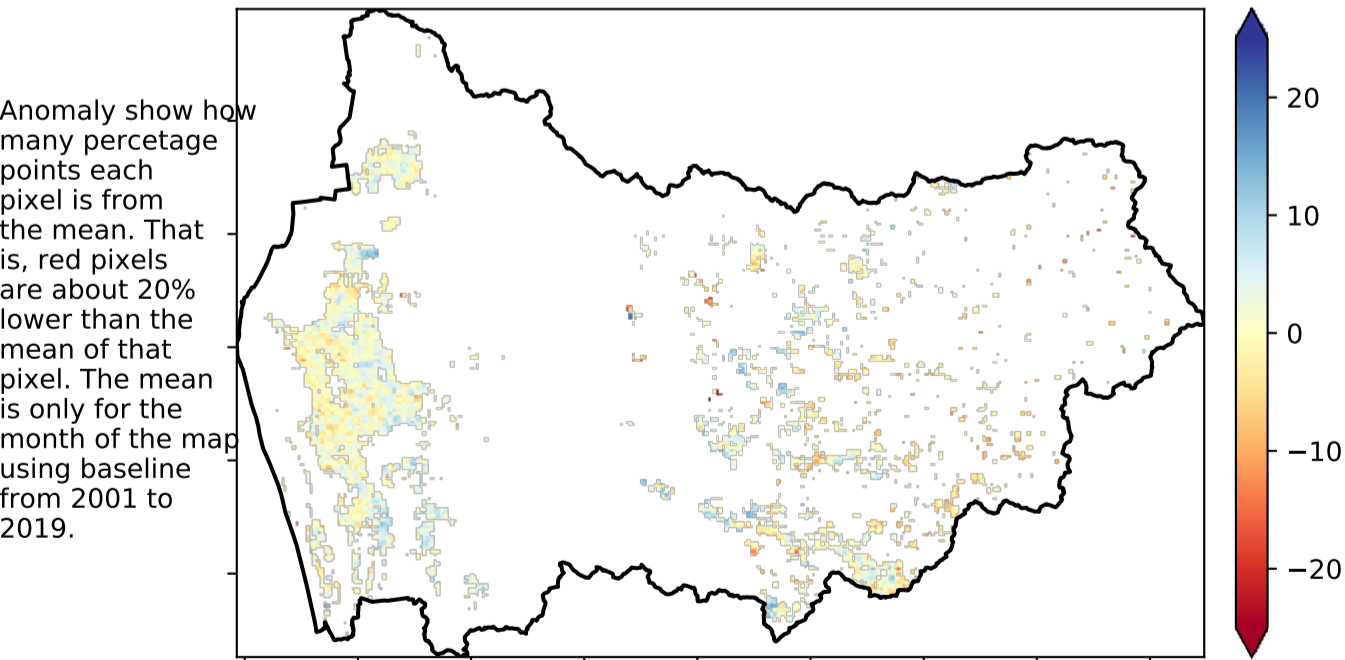 Anomaly show how
many percetage
points each
pixel is from
the mean. That
is, red pixels
are about 20%
lower than the
mean of that
pixel. The mean
is only for the
month of the map
using baseline
from 2001 to
2019.
20
10
0
−10
−20